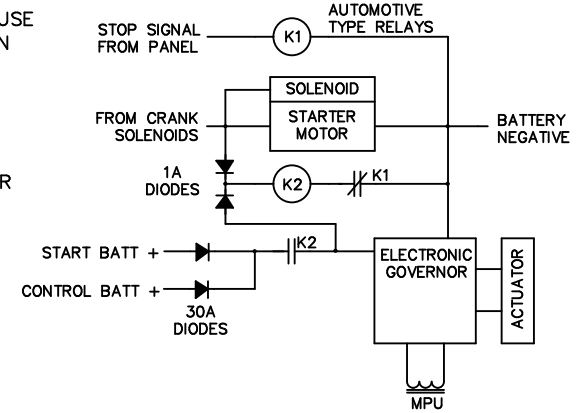 USE
N
R
AUTOMOTIVE
TYPE RELAYS
STOP SIGNAL
FROM PANEL
K1
SOLENOID
STARTER
MOTOR
FROM CRANK
SOLENOIDS
BATTERY
NEGATIVE
1A
DIODES
K2
K1
START BATT +
K2
CONTROL BATT +
30A
DIODES
ELECTRONIC
GOVERNOR
ACTUATOR
MPU